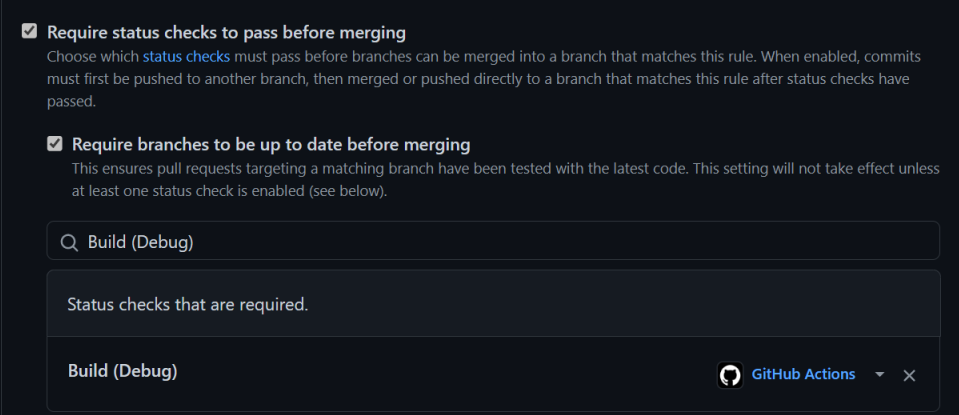 Require status checks to pass before merging
Choose which status checks must pass before branches can be merged into a branch that matches this rule. When enabled, commits
must first be pushed to another branch, then merged or pushed directly to a branch that matches this rule after status checks have
passed.
Require branches to be up to date before merging
This ensures pull requests targeting a matching branch have been tested with the latest code. This setting will not take effect unless
at least one status check is enabled (see below).
Build (Debug)
Status checks that are required.
Build (Debug) GitHub Actions